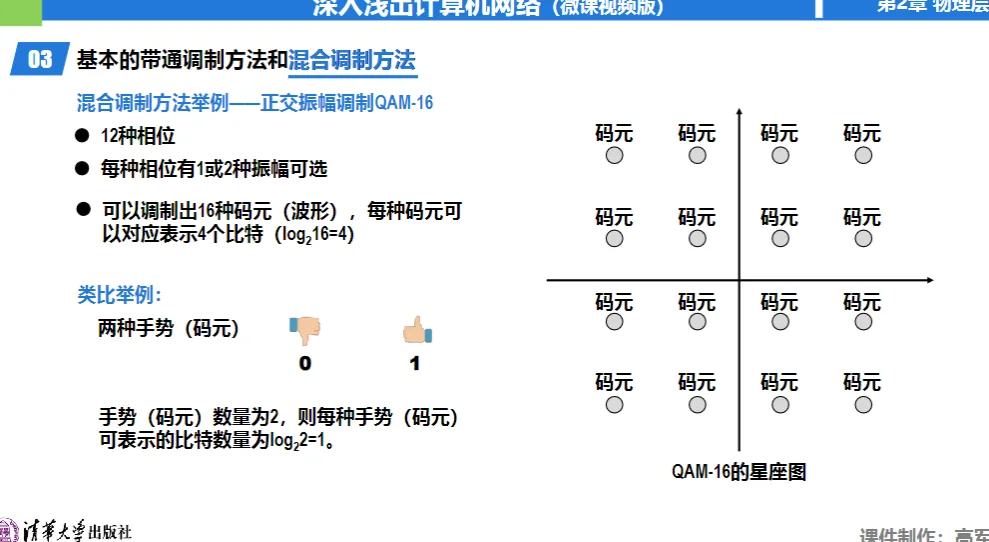 深入浅出计算机网络（微课视频版）
第2章 物理层
03
基本的带通调制方法和混合调制方法
混合调制方法举例——正交振幅调制QAM-16
● 12种相位
● 每种相位有1或2种振幅可选
● 可以调制出16种码元（波形），每种码元可
以对应表示4个比特（log₂16=4）
类比举例：
两种手势（码元）
0 1
手势（码元）数量为2，则每种手势（码元）
可表示的比特数量为log₂2=1。
码元 码元 码元 码元
码元 码元 码元 码元
码元 码元 码元 码元
码元 码元 码元 码元
QAM-16的星座图
清华大学出版社
课件制作：高军